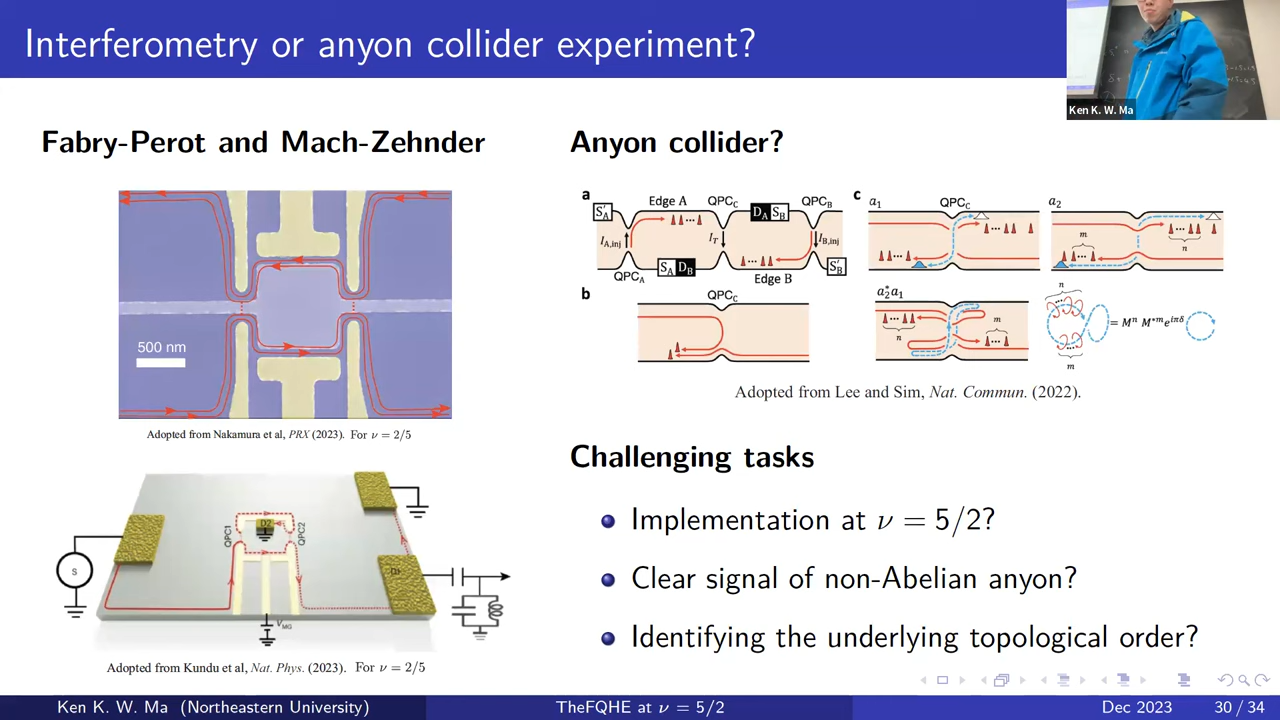 Interferometry or anyon collider experiment?
Ken K. W. Ma
Fabry-Perot and Mach-Zehnder
500 nm
Adopted from Nakamura et al, PRX (2023). For ν = 2/5
QPC1
D2
QPC2
S
D1
V_MG
Adopted from Kundu et al, Nat. Phys. (2023). For ν = 2/5
Anyon collider?
a
S'_A
Edge A
QPC_C
D_A S_B
QPC_B
I_A,inj
I_T
I_B,inj
QPC_A
S_A D_B
Edge B
S'_B
b
QPC_C
c
a_1
QPC_C
a_2
m
n
a_2^* a_1
n
m
n
m
= M^n M^{*m} e^{iπδ}
Adopted from Lee and Sim, Nat. Commun. (2022).
Challenging tasks
Implementation at ν = 5/2?
Clear signal of non-Abelian anyon?
Identifying the underlying topological order?
Ken K. W. Ma (Northeastern University)
TheFQHE at ν = 5/2
Dec 2023
30 / 34